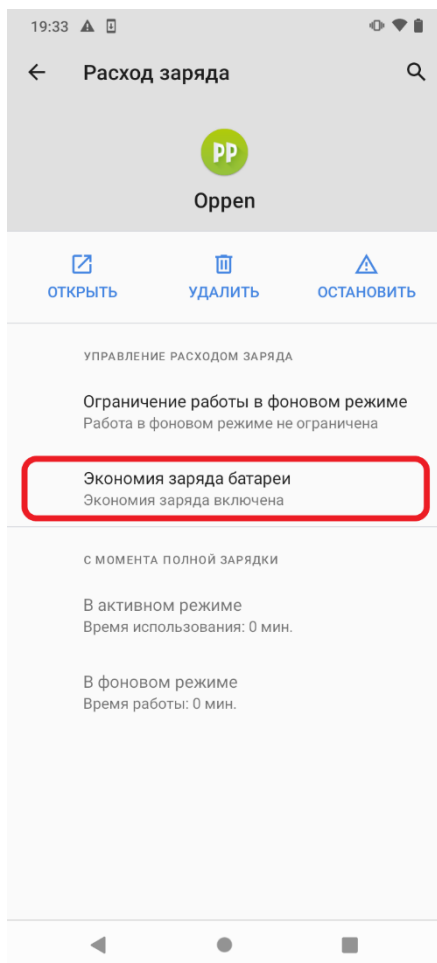 19:33
Расход заряда
PP
Oppen
ОТКРЫТЬ
УДАЛИТЬ
ОСТАНОВИТЬ
УПРАВЛЕНИЕ РАСХОДОМ ЗАРЯДА
Ограничение работы в фоновом режиме
Работа в фоновом режиме не ограничена
Экономия заряда батареи
Экономия заряда включена
С МОМЕНТА ПОЛНОЙ ЗАРЯДКИ
В активном режиме
Время использования: 0 мин.
В фоновом режиме
Время работы: 0 мин.